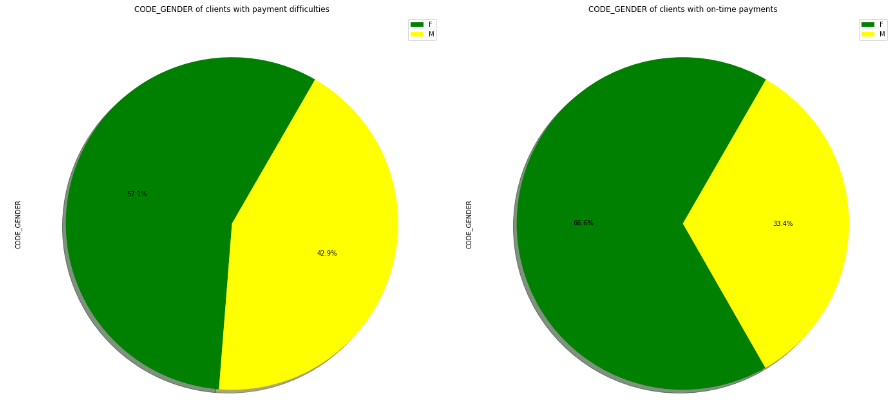 CODE_GENDER of clients with payment difficulties
F
M
57.1%
42.9%
CODE_GENDER
CODE_GENDER of clients with on-time payments
F
M
66.6%
33.4%
CODE_GENDER